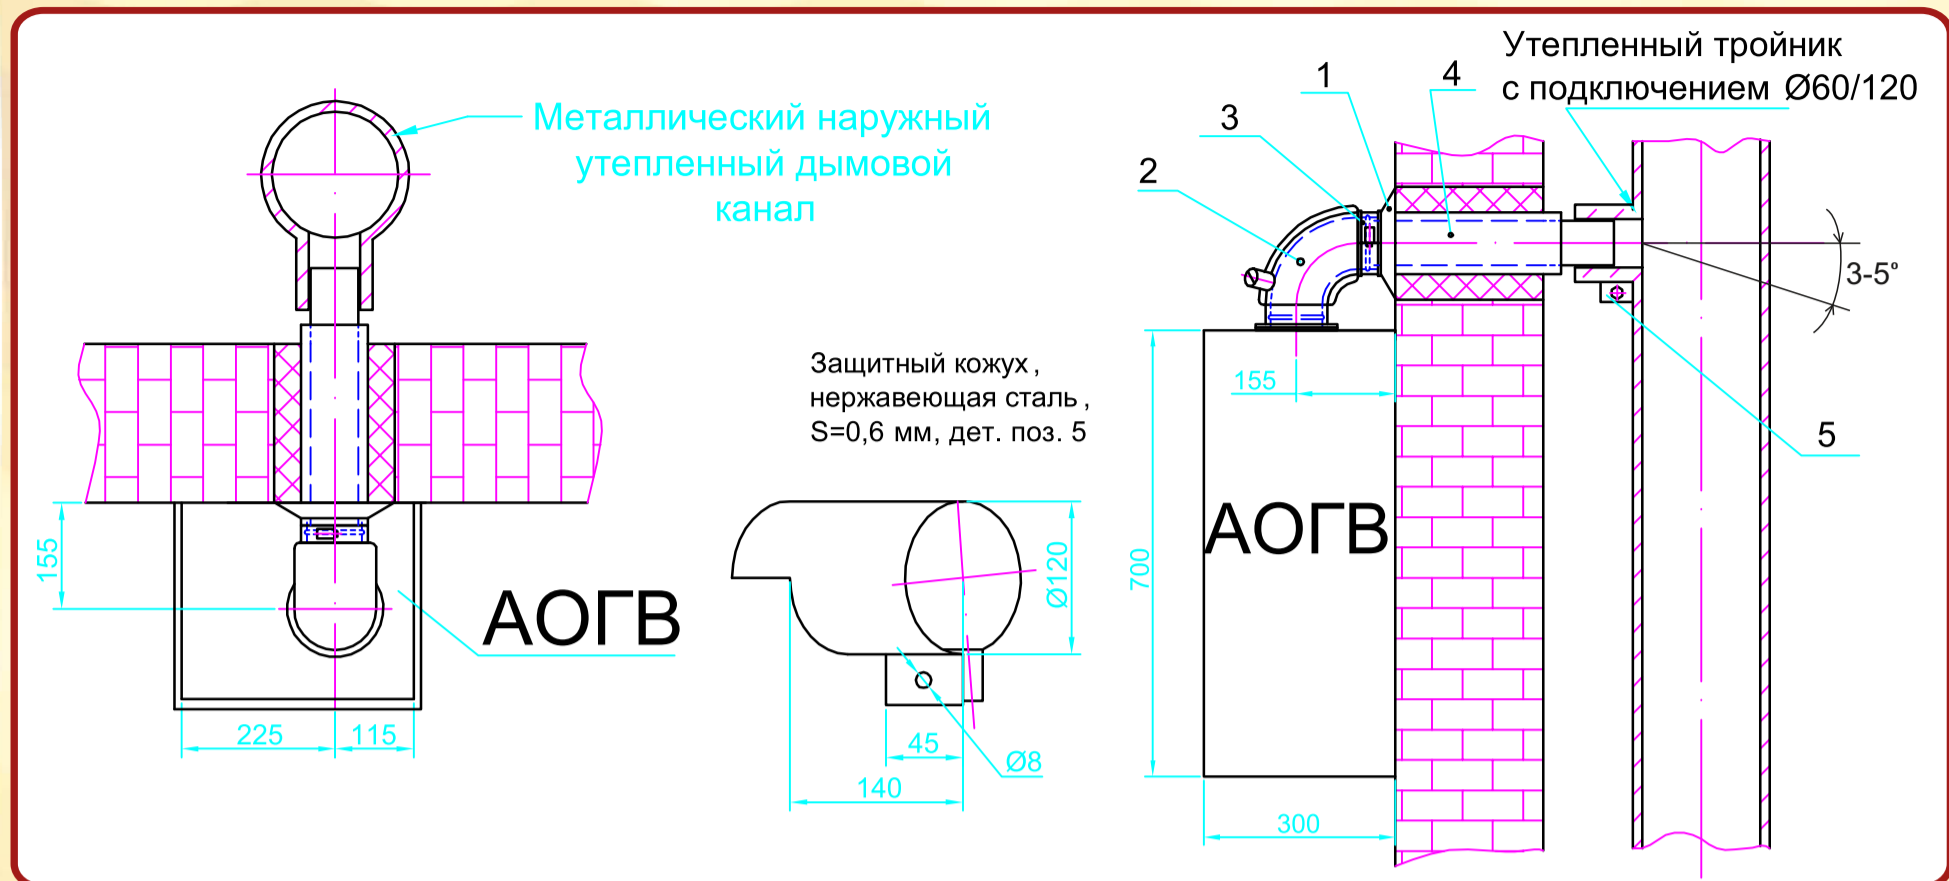 Металлический наружный
утепленный дымовой
канал
155
АОГВ
225
115
Защитный кожух,
нержавеющая сталь,
S=0,6 мм, дет. поз. 5
Ø120
45
Ø8
140
Утепленный тройник
с подключением Ø60/120
1
4
3
2
3-5°
155
5
АОГВ
700
300